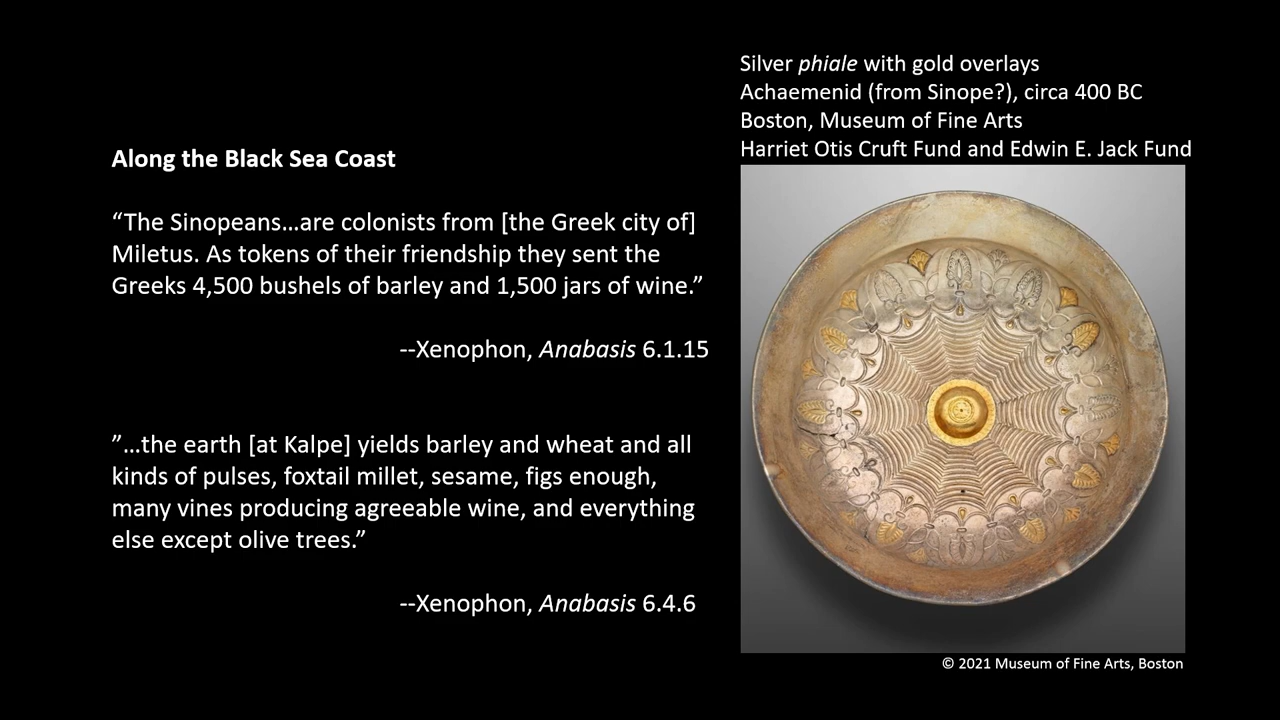 Silver phiale with gold overlays
Achaemenid (from Sinope?), circa 400 BC
Boston, Museum of Fine Arts
Harriet Otis Cruft Fund and Edwin E. Jack Fund
Along the Black Sea Coast
“The Sinopeans…are colonists from [the Greek city of]
Miletus. As tokens of their friendship they sent the
Greeks 4,500 bushels of barley and 1,500 jars of wine.”
--Xenophon, Anabasis 6.1.15
”…the earth [at Kalpe] yields barley and wheat and all
kinds of pulses, foxtail millet, sesame, figs enough,
many vines producing agreeable wine, and everything
else except olive trees.”
--Xenophon, Anabasis 6.4.6
© 2021 Museum of Fine Arts, Boston